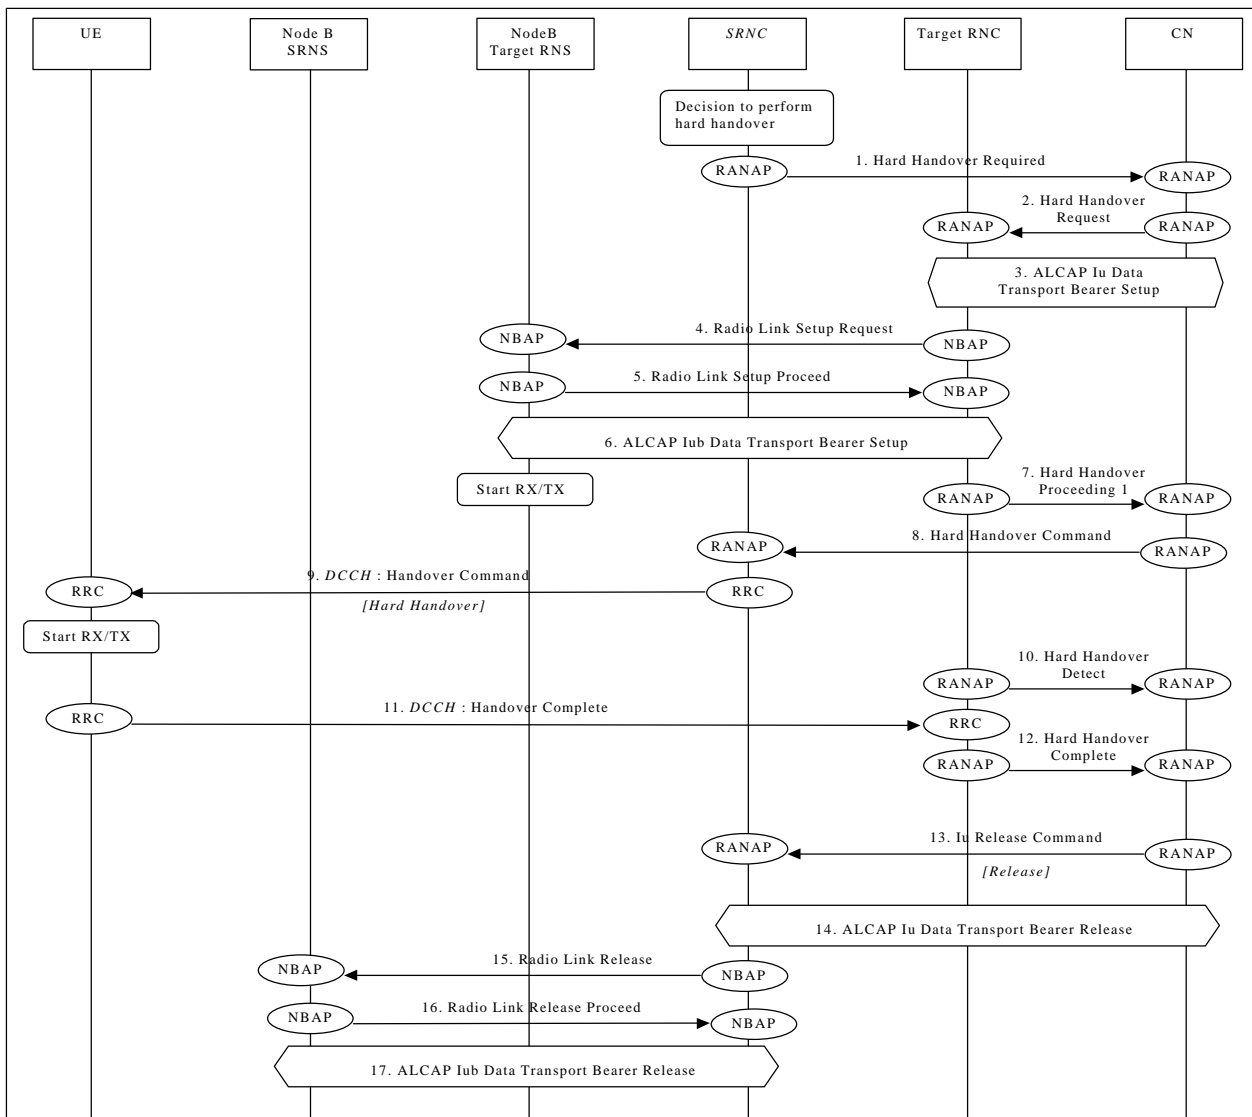 UE
Node B
SRNS
NodeB
Target RNS
SRNC
Target RNC
CN
Decision to perform
hard handover
1. Hard Handover Required
RANAP
RANAP
2. Hard Handover
Request
RANAP
RANAP
3. ALCAP Iu Data
Transport Bearer Setup
4. Radio Link Setup Request
NBAP
NBAP
5. Radio Link Setup Proceed
NBAP
NBAP
6. ALCAP Iub Data Transport Bearer Setup
7. Hard Handover
Proceeding 1
Start RX/TX
RANAP
RANAP
8. Hard Handover Command
RANAP
RANAP
9. DCCH : Handover Command
RRC
RRC
[Hard Handover]
Start RX/TX
10. Hard Handover
Detect
RANAP
RANAP
11. DCCH : Handover Complete
RRC
RRC
12. Hard Handover
Complete
RANAP
RANAP
13. Iu Release Command
RANAP
RANAP
[Release]
14. ALCAP Iu Data Transport Bearer Release
15. Radio Link Release
NBAP
NBAP
16. Radio Link Release Proceed
NBAP
NBAP
17. ALCAP Iub Data Transport Bearer Release